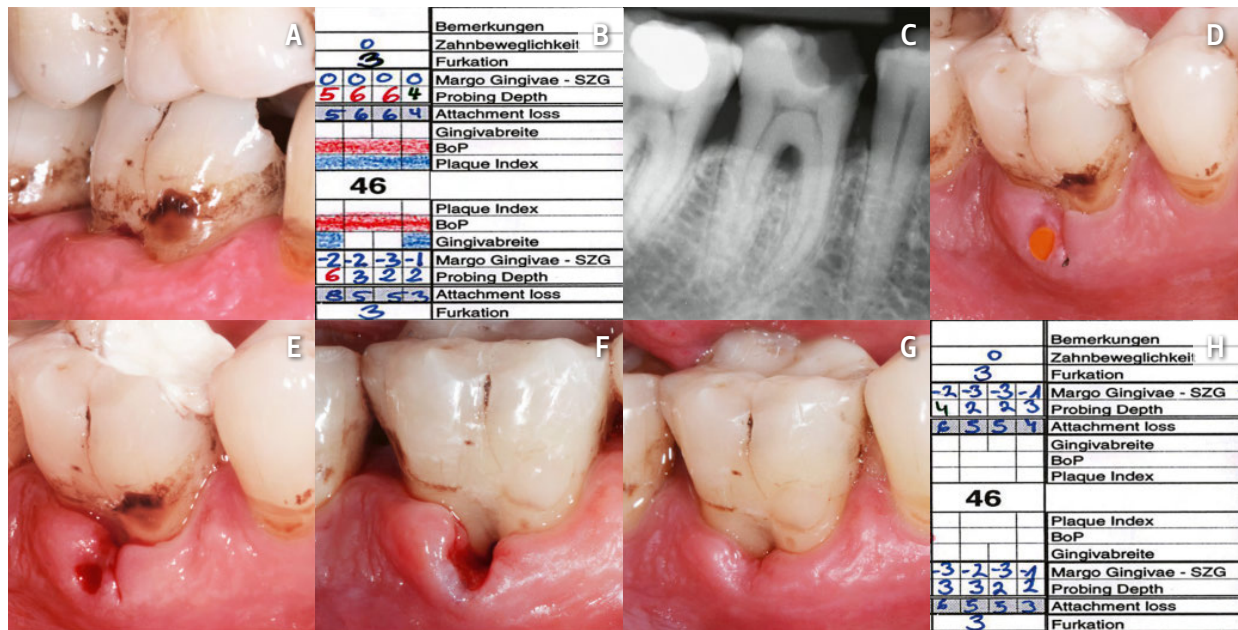 A
B
Bemerkungen
0 Zahnbeweglichkeit
3 Furkation
0 0 0 0 Margo Gingivae - SZG
5 6 6 4 Probing Depth
5 6 6 4 Attachment loss
Gingivabreite
BoP
Plaque Index
46
Plaque Index
BoP
Gingivabreite
-2 -2 -3 -1 Margo Gingivae - SZG
6 3 2 2 Probing Depth
8 5 5 3 Attachment loss
3 Furkation
C
D
E
F
G
H
Bemerkungen
0 Zahnbeweglichkeit
3 Furkation
-2 -3 -3 -1 Margo Gingivae - SZG
4 2 2 3 Probing Depth
6 5 5 4 Attachment loss
Gingivabreite
BoP
Plaque Index
46
Plaque Index
BoP
Gingivabreite
-3 -2 -3 -1 Margo Gingivae - SZG
3 3 2 2 Probing Depth
6 5 5 3 Attachment loss
3 Furkation